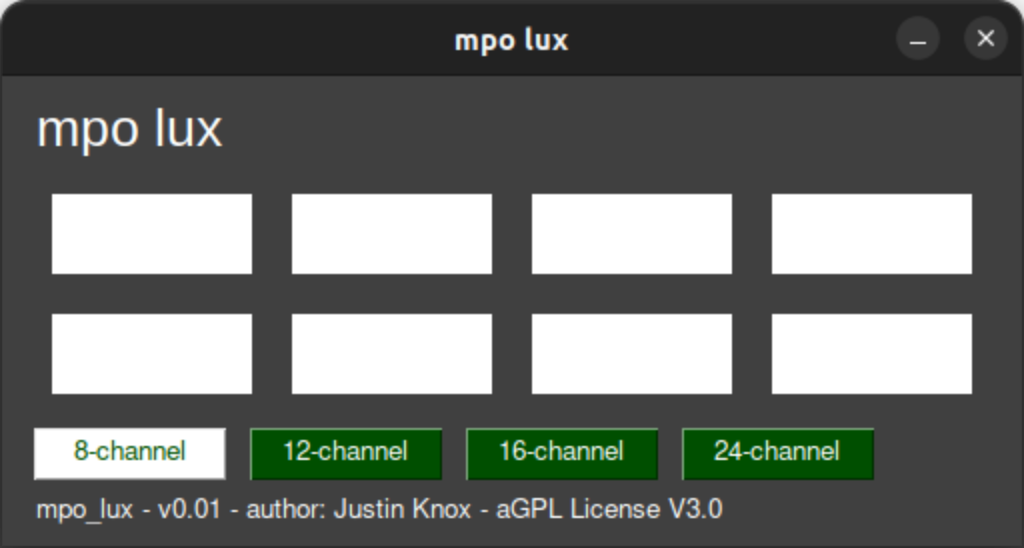 mpo lux
mpo lux
8-channel 12-channel 16-channel 24-channel
mpo_lux - v0.01 - author: Justin Knox - aGPL License V3.0